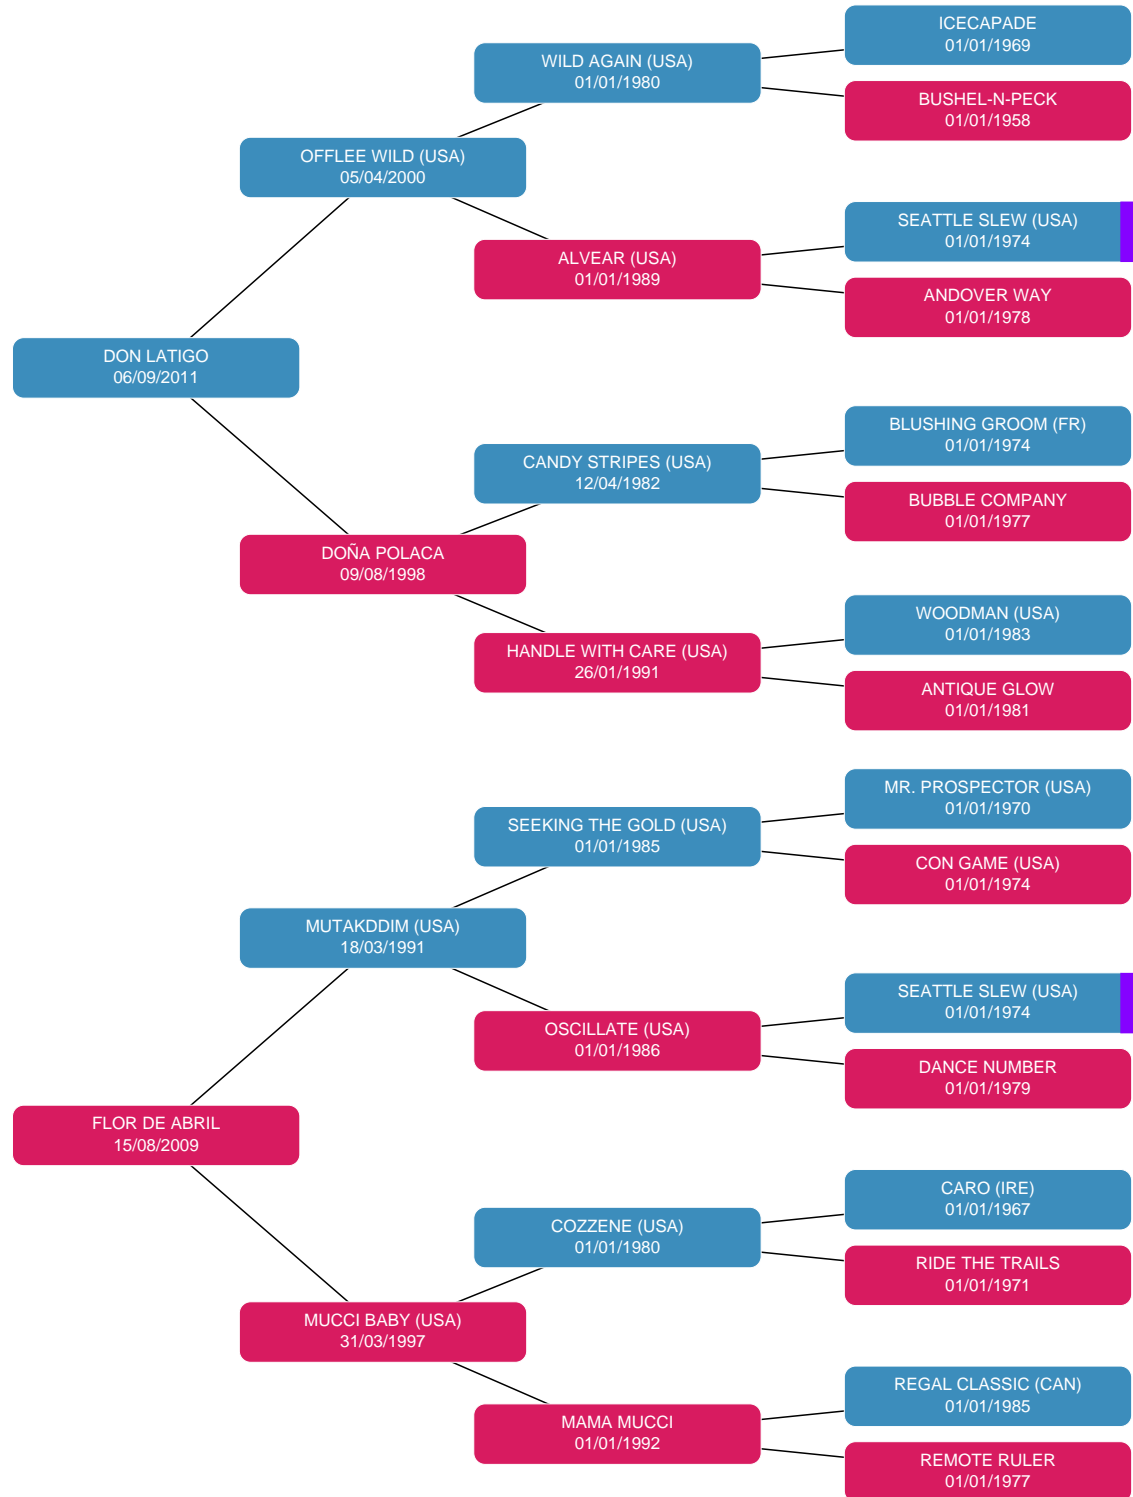 ICECAPADE
01/01/1969
WILD AGAIN (USA)
01/01/1980
BUSHEL-N-PECK
01/01/1958
OFFLEE WILD (USA)
05/04/2000
SEATTLE SLEW (USA)
01/01/1974
ALVEAR (USA)
01/01/1989
ANDOVER WAY
01/01/1978
DON LATIGO
06/09/2011
BLUSHING GROOM (FR)
01/01/1974
CANDY STRIPES (USA)
12/04/1982
BUBBLE COMPANY
01/01/1977
DOÑA POLACA
09/08/1998
WOODMAN (USA)
01/01/1983
HANDLE WITH CARE (USA)
26/01/1991
ANTIQUE GLOW
01/01/1981
MR. PROSPECTOR (USA)
01/01/1970
SEEKING THE GOLD (USA)
01/01/1985
CON GAME (USA)
01/01/1974
MUTAKDDIM (USA)
18/03/1991
SEATTLE SLEW (USA)
01/01/1974
OSCILLATE (USA)
01/01/1986
DANCE NUMBER
01/01/1979
FLOR DE ABRIL
15/08/2009
CARO (IRE)
01/01/1967
COZZENE (USA)
01/01/1980
RIDE THE TRAILS
01/01/1971
MUCCI BABY (USA)
31/03/1997
REGAL CLASSIC (CAN)
01/01/1985
MAMA MUCCI
01/01/1992
REMOTE RULER
01/01/1977